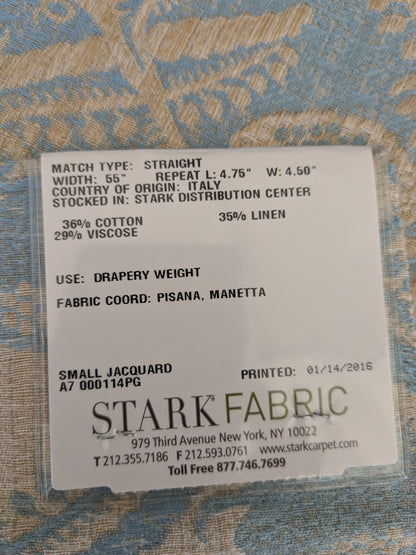 MATCH TYPE: STRAIGHT
WIDTH: 55" REPEAT L: 4.75" W: 4.50"
COUNTRY OF ORIGIN: ITALY
STOCKED IN: STARK DISTRIBUTION CENTER
36% COTTON 35% LINEN
29% VISCOSE
USE: DRAPERY WEIGHT
FABRIC COORD: PISANA, MANETTA
SMALL JACQUARD PRINTED: 01/14/2016
A7 000114PG
STARK® FABRIC
979 Third Avenue New York, NY 10022
T 212.355.7186 F 212.593.0761 www.starkcarpet.com
Toll Free 877.746.7699